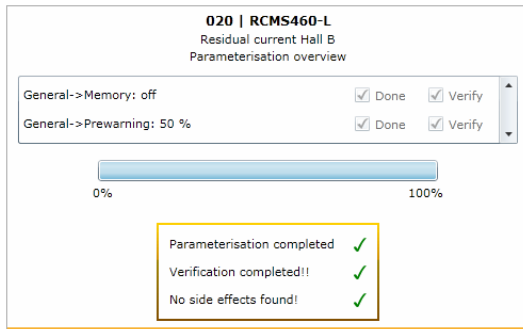 020 | RCMS460-L
Residual current Hall B
Parameterisation overview
General->Memory: off Done Verify
General->Prewarning: 50 % Done Verify
0% 100%
Parameterisation completed
Verification completed!!
No side effects found!